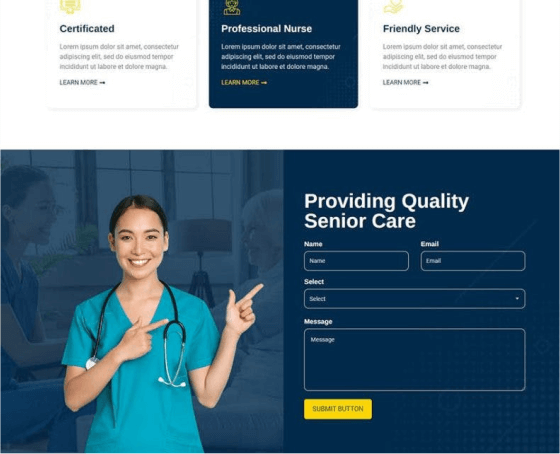 Certificated
Lorem ipsum dolor sit amet, consectetur
adipiscing elit, sed do eiusmod tempor
incididunt ut labore et dolore magna.
LEARN MORE ➞
Professional Nurse
Lorem ipsum dolor sit amet, consectetur
adipiscing elit, sed do eiusmod tempor
incididunt ut labore et dolore magna.
LEARN MORE ➞
Friendly Service
Lorem ipsum dolor sit amet, consectetur
adipiscing elit, sed do eiusmod tempor
incididunt ut labore et dolore magna.
LEARN MORE ➞
Providing Quality
Senior Care
Name
Email
Name
Email
Select
Select
Message
Message
SUBMIT BUTTON